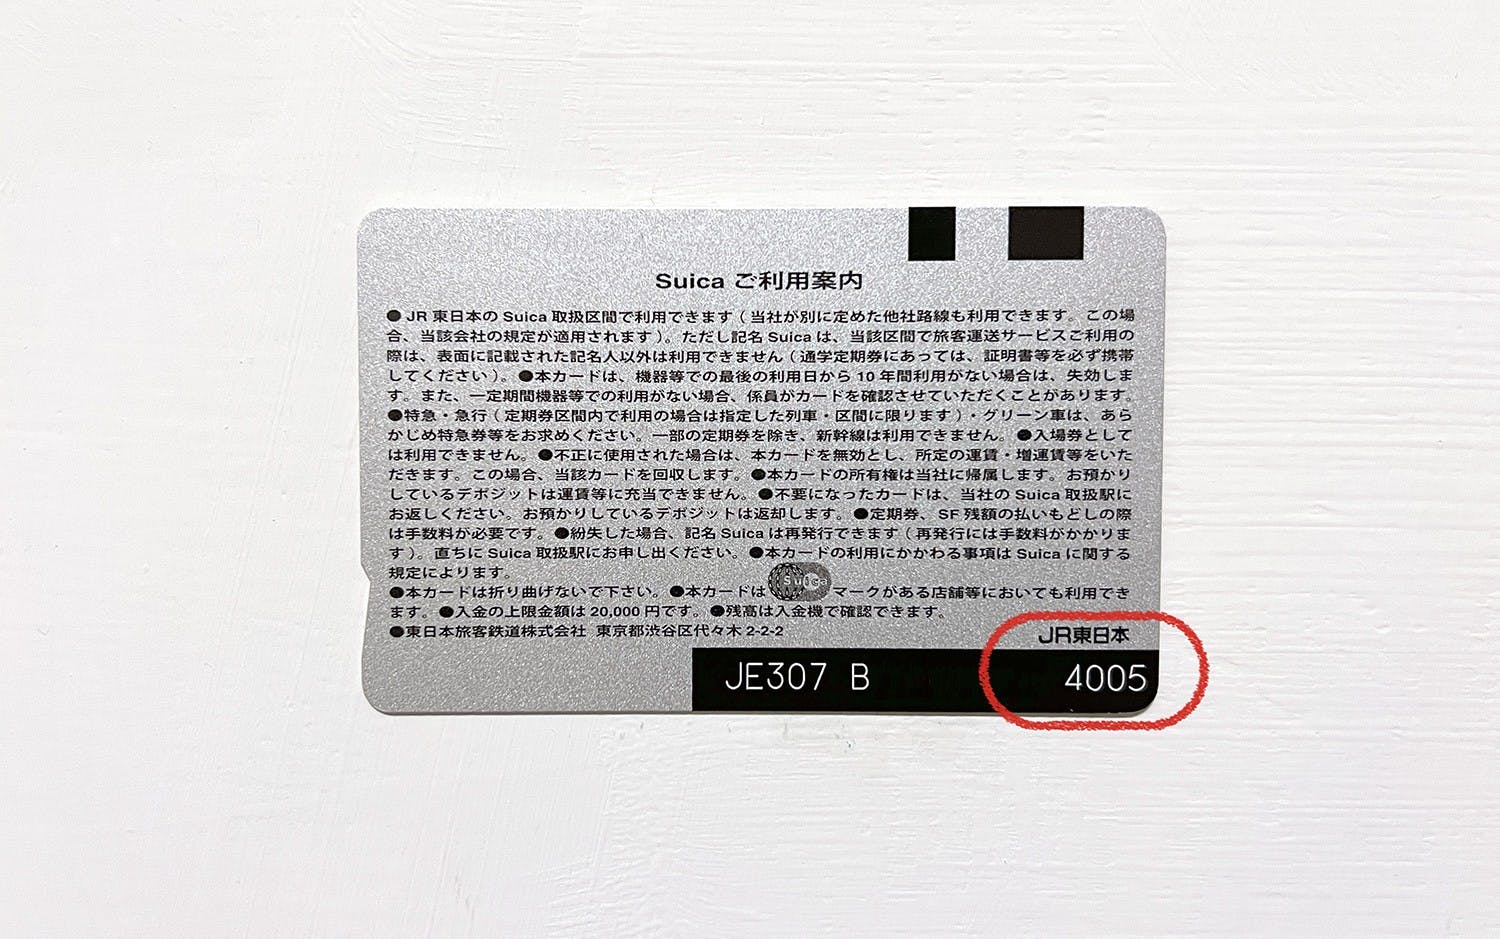 Suica ご利用案内
●JR 東日本の Suica 取扱区間で利用できます（当社が別に定めた他社路線も利用できます。この場
合、当該会社の規定が適用されます）。ただし記名 Suica は、当該区間で旅客運送サービスご利用の
際は、表面に記載された記名人以外は利用できません（通学定期券にあっては、証明書等を必ず携帯
してください）。●本カードは、機器等での最後の利用日から 10 年間利用がない場合は、失効しま
す。また、一定期間機器等での利用がない場合、係員がカードを確認させていただくことがあります。
●特急・急行（定期券区間内で利用の場合は指定した列車・区間に限ります）・グリーン車は、あら
かじめ特急券等をお求めください。一部の定期券を除き、新幹線は利用できません。●入場券として
は利用できません。●不正に使用された場合は、本カードを無効とし、所定の運賃・増運賃等をいた
だきます。この場合、当該カードを回収します。●本カードの所有権は当社に帰属します。お預かり
しているデポジットは運賃等に充当できません。●不要になったカードは、当社の Suica 取扱駅に
お返しください。お預かりしているデポジットは返却します。●定期券、SF 残額の払いもどしの際
は手数料が必要です。●紛失した場合、記名 Suica は再発行できます（再発行には手数料がかかりま
す）。直ちに Suica 取扱駅にお申し出ください。●本カードの利用にかかわる事項は Suica に関する
規定によります。
●本カードは折り曲げないで下さい。●本カードは Suica マークがある店舗等においても利用でき
ます。●入金の上限金額は 20,000 円です。●残高は入金機で確認できます。
●東日本旅客鉄道株式会社 東京都渋谷区代々木 2-2-2
JR東日本
JE307 B 4005